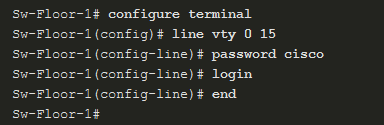 Sw-Floor-1# configure terminal
Sw-Floor-1(config)# line vty 0 15
Sw-Floor-1(config-line)# password cisco
Sw-Floor-1(config-line)# login
Sw-Floor-1(config-line)# end
Sw-Floor-1#